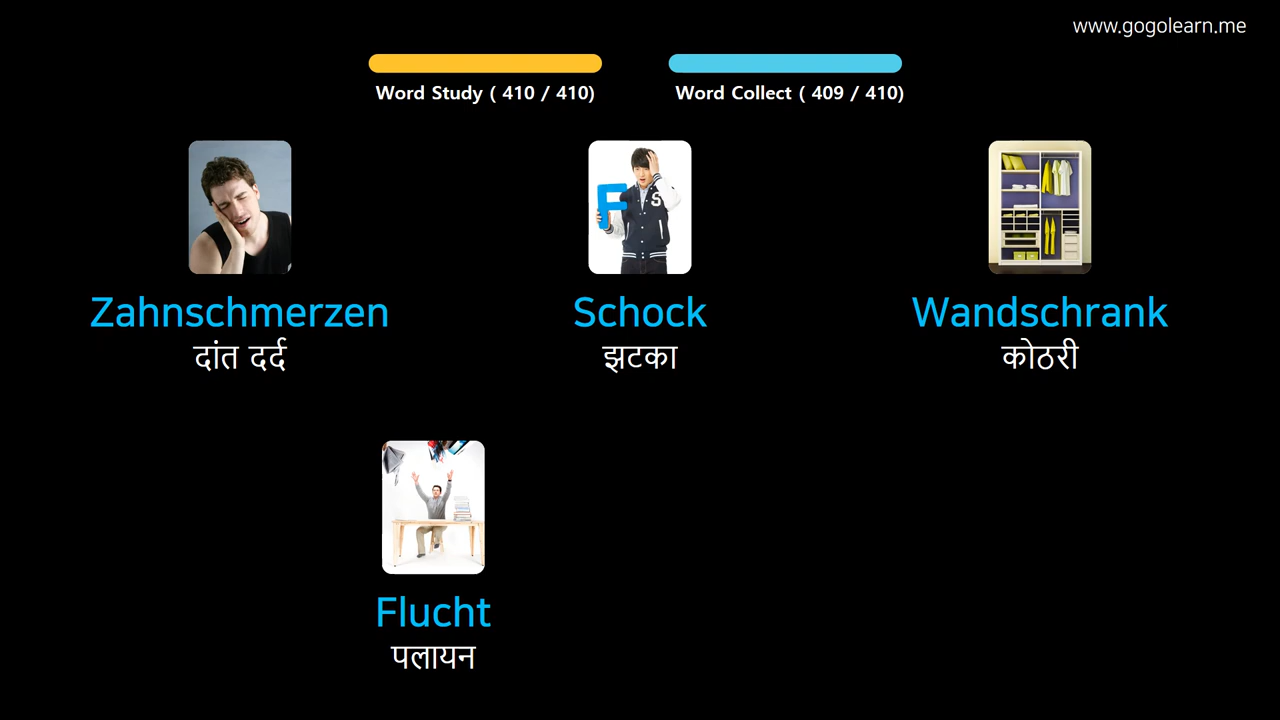 www.gogolearn.me
Word Study ( 410 / 410)
Word Collect ( 409 / 410)
F
S
Zahnschmerzen
Schock
Wandschrank
दांत दर्द
झटका
कोठरी
Flucht
पलायन